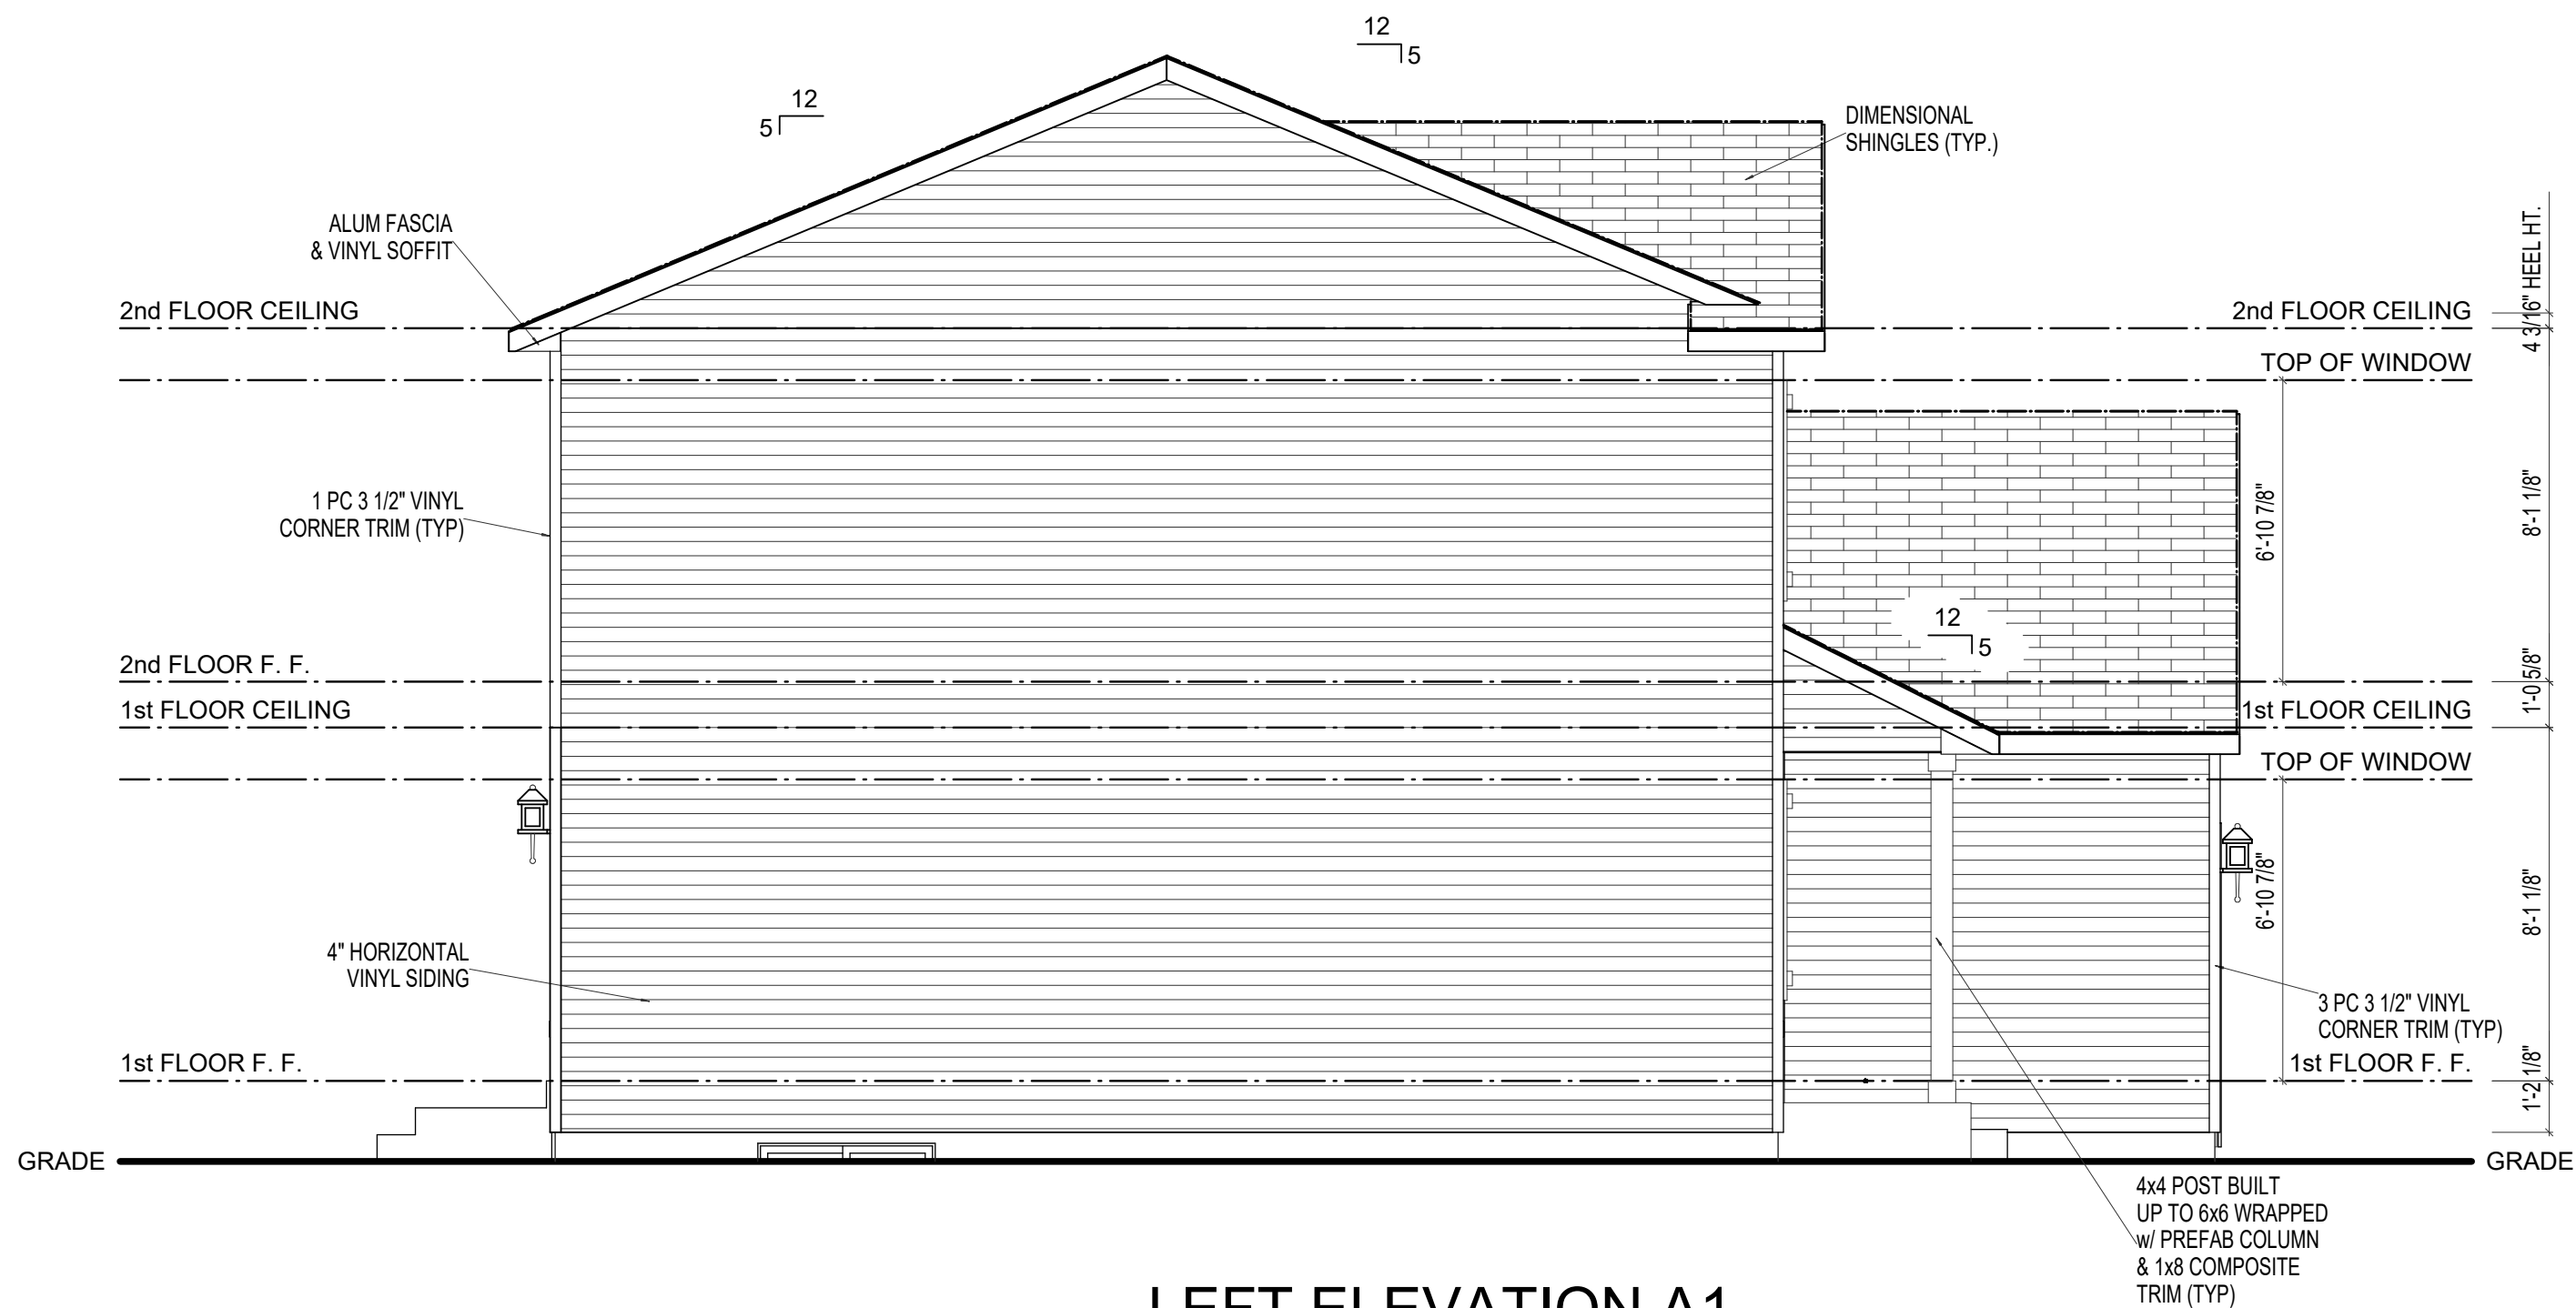 12
5
12
5
DIMENSIONAL
SHINGLES (TYP.)
ALUM FASCIA
& VINYL SOFFIT
4 3/16" HEEL HT.
2nd FLOOR CEILING
2nd FLOOR CEILING
TOP OF WINDOW
1 PC 3 1/2" VINYL
CORNER TRIM (TYP)
6'-10 7/8"
8'-1 1/8"
12
5
2nd FLOOR F. F.
1'-0 5/8"
1st FLOOR CEILING
1st FLOOR CEILING
TOP OF WINDOW
6'-10 7/8"
8'-1 1/8"
4" HORIZONTAL
VINYL SIDING
3 PC 3 1/2" VINYL
CORNER TRIM (TYP)
1st FLOOR F. F.
1st FLOOR F. F.
1'-2 1/8"
GRADE
GRADE
4x4 POST BUILT
UP TO 6x6 WRAPPED
w/ PREFAB COLUMN
& 1x8 COMPOSITE
TRIM (TYP)
LEFT ELEVATION A1